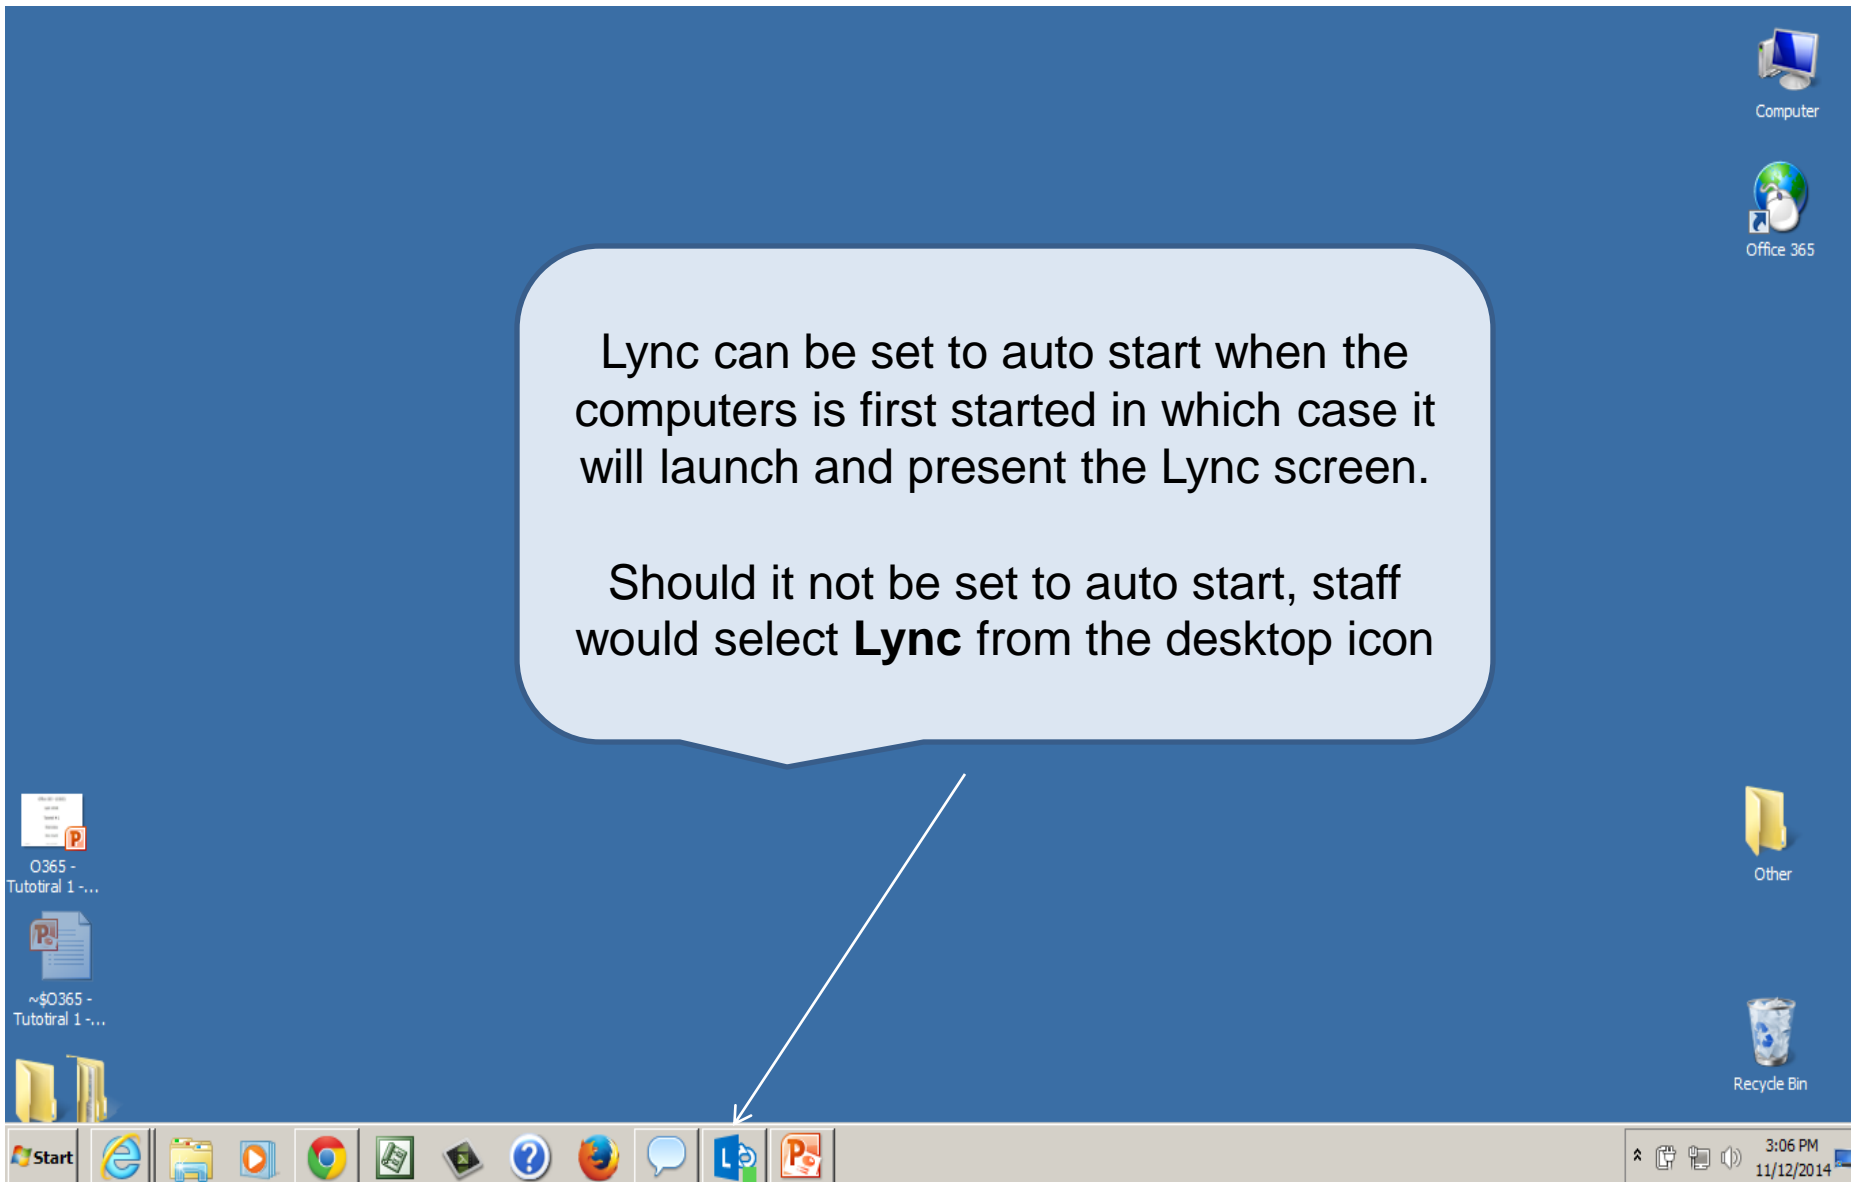 Computer
Office 365
Lync can be set to auto start when the
computers is first started in which case it
will launch and present the Lync screen.
Should it not be set to auto start, staff
would select Lync from the desktop icon
O365 -
Tutotiral 1 -...
Other
~$O365 -
Tutotiral 1 -...
Recycle Bin
Start
3:06 PM
11/12/2014